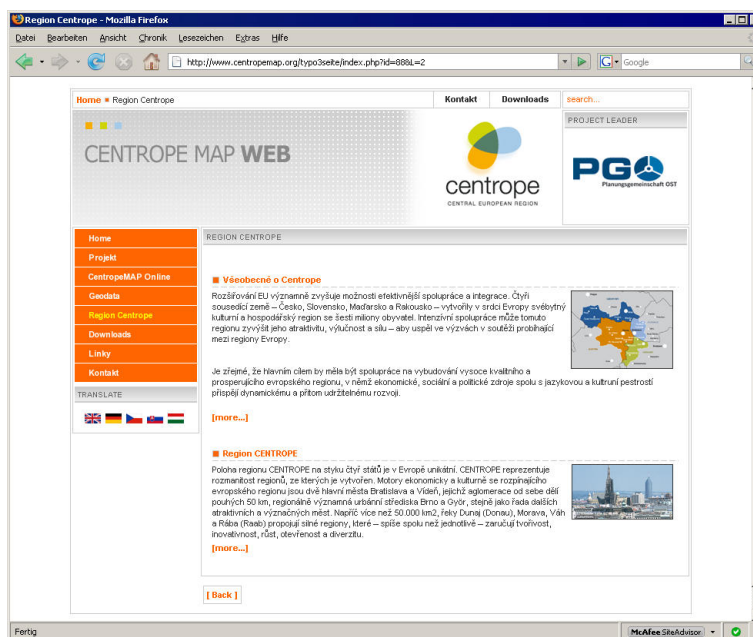 Region Centrope - Mozilla Firefox
Datei Bearbeiten Ansicht Chronik Lesezeichen Extras Hilfe
http://www.centropemap.org/typo3seite/index.php?id=88&L=2
G Google
Home Region Centrope
Kontakt Downloads search...
PROJECT LEADER
CENTROPE MAP WEB
centrope
CENTRAL EUROPEAN REGION
PGO
Planungsgemeinschaft OST
Home
Projekt
CentropeMAP Online
Geodata
Region Centrope
Downloads
Linky
Kontakt
TRANSLATE
REGION CENTROPE
Všeobecné o Centrope
Rozšiřování EU významně zvyšuje možnosti efektivnější spolupráce a integrace. Čtyři
sousedící země – Česko, Slovensko, Maďarsko a Rakousko – vytvořily v srdci Evropy svébytný
kulturní a hospodářský region se šesti miliony obyvatel. Intenzívní spolupráce může tomuto
regionu zyvýšit jeho atraktivitu, výlučnost a sílu – aby uspěl ve výzvách v soutěži probíhající
mezi regiony Evropy.
Je zřejmé, že hlavním cílem by měla být spolupráce na vybudování vysoce kvalitního a
prosperujícího evropského regionu, v němž ekonomické, sociální a politické zdroje spolu s jazykovou a kultruní pestrostí
přispějí dynamickému a přitom udržitelnému rozvoji.
[more...]
Region CENTROPE
Poloha regionu CENTROPE na styku čtyř států je v Evropě unikátní. CENTROPE reprezentuje
rozmanitost regionů, ze kterých je vytvořen. Motory ekonomicky a kulturně se rozpínajícího
evropského regionu jsou dvě hlavní města Bratislava a Vídeň, jejichž aglomerace od sebe dělí
pouhých 50 km, regionálně významná urbánní střediska Brno a Györ, stejně jako řada dalších
atraktivních a význačných měst. Napříč více než 50.000 km2, řeky Dunaj (Donau), Morava, Váh
a Rába (Raab) propojují silné regiony, které – spíše spolu než jednotlivě – zaručují tvořivost,
inovativnost, růst, otevřenost a diverzitu.
[more...]
[ Back ]
Fertig
McAfee SiteAdvisor